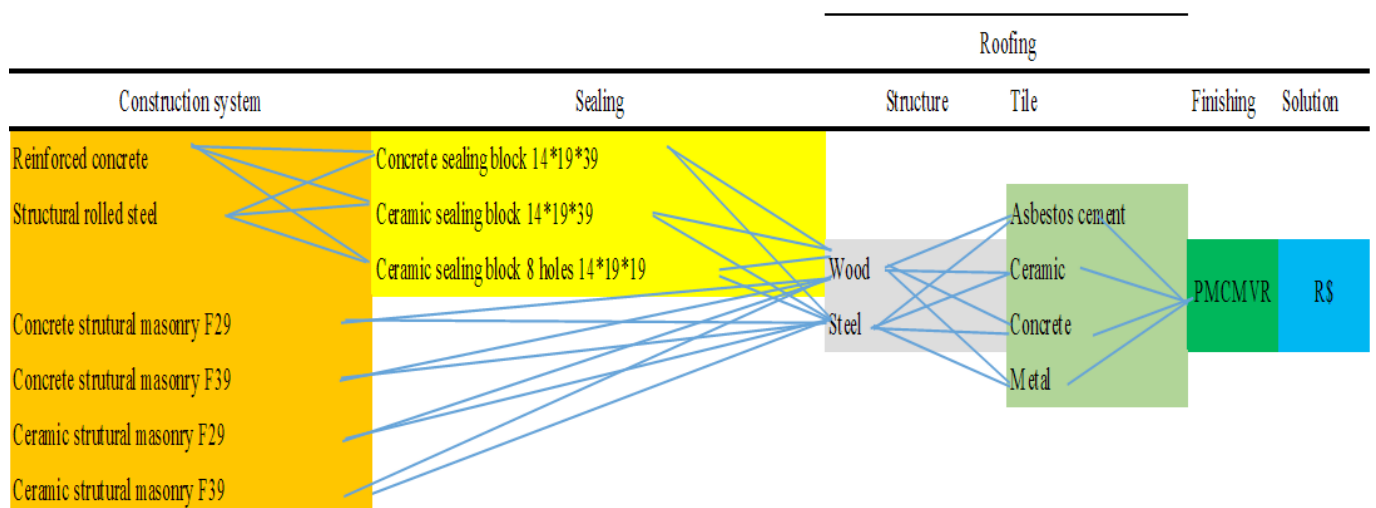 Roofing
Construction system Sealing Structure Tile Finishing Solution
Reinforced concrete Concrete sealing block 14*19*39
Structural rolled steel Ceramic sealing block 14*19*39 Asbestos cement
Ceramic sealing block 8 holes 14*19*19 Wood Ceramic
PMCMVR R$
Concrete strutural masonry F29 Steel Concrete
Concrete strutural masonry F39 Metal
Ceramic strutural masonry F29
Ceramic strutural masonry F39